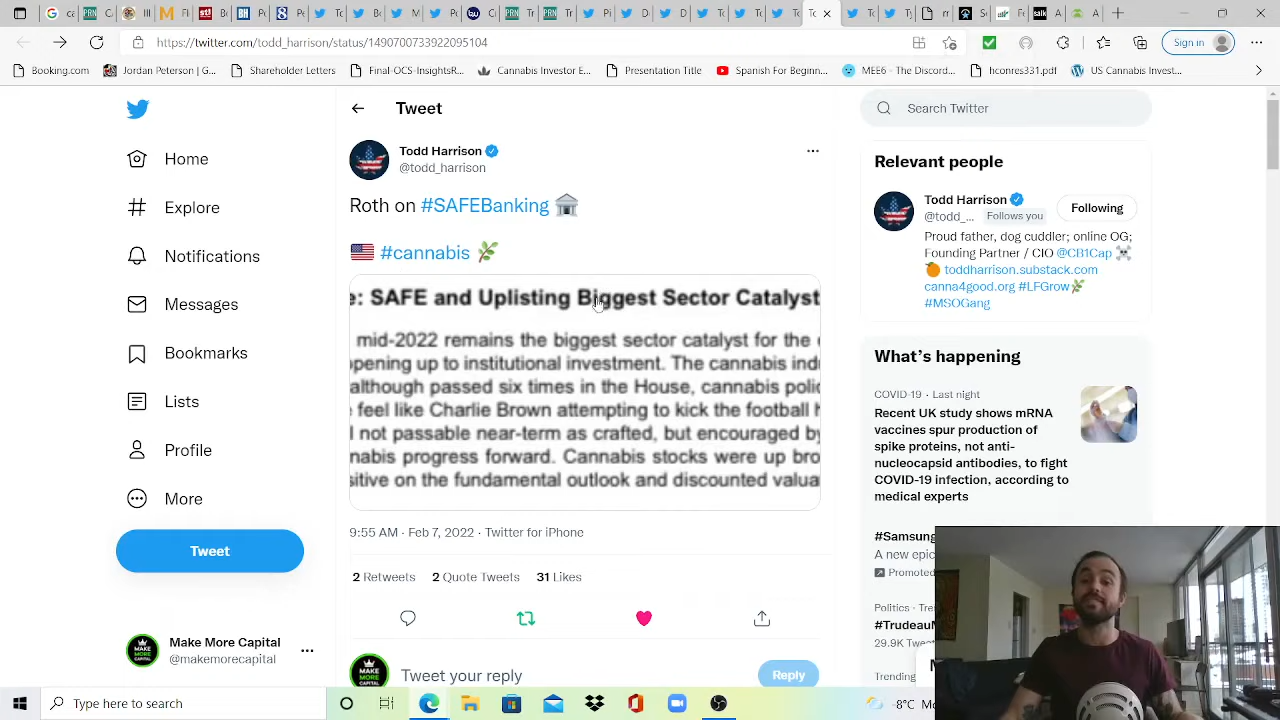 To
https://twitter.com/todd_harrison/status/1490700733922095104
Sign in
Booking.com
Jordan Peterson | G...
Shareholder Letters
Final-OCS-InsightsR...
Cannabis Investor E...
Presentation Title
Spanish For Beginn...
MEE6 - The Discord...
hconres331.pdf
US Cannabis Invest...
Tweet
Search Twitter
Home
Explore
Notifications
Messages
Bookmarks
Lists
Profile
More
Tweet
Make More Capital
@makemorecapital
Todd Harrison
@todd_harrison
Roth on #SAFEBanking
#cannabis
e: SAFE and Uplisting Biggest Sector Catalyst
mid-2022 remains the biggest sector catalyst for the
pening up to institutional investment. The cannabis ind
although passed six times in the House, cannabis polic
feel like Charlie Brown attempting to kick the football h
l not passable near-term as crafted, but encouraged by
nabis progress forward. Cannabis stocks were up bro
sitive on the fundamental outlook and discounted valua
9:55 AM · Feb 7, 2022 · Twitter for iPhone
2 Retweets 2 Quote Tweets 31 Likes
Tweet your reply
Reply
Relevant people
Todd Harrison
@todd_...
Follows you
Following
Proud father, dog cuddler; online OG;
Founding Partner / CIO @CB1Cap
toddharrison.substack.com
canna4good.org #LFGrow
#MSOGang
What's happening
COVID-19 · Last night
Recent UK study shows mRNA
vaccines spur production of
spike proteins, not anti-
nucleocapsid antibodies, to fight
COVID-19 infection, according to
medical experts
#Samsung
A new epic
Promoted
Politics · Tre
#TrudeauM
29.9K Twee
Trending
Type here to search
-8°C